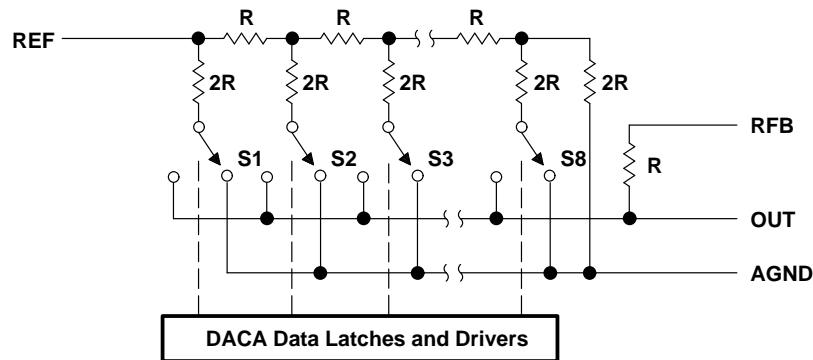 R R R
REF
2R 2R 2R 2R 2R
RFB
S1 S2 S3 S8
R
OUT
AGND
DACA Data Latches and Drivers